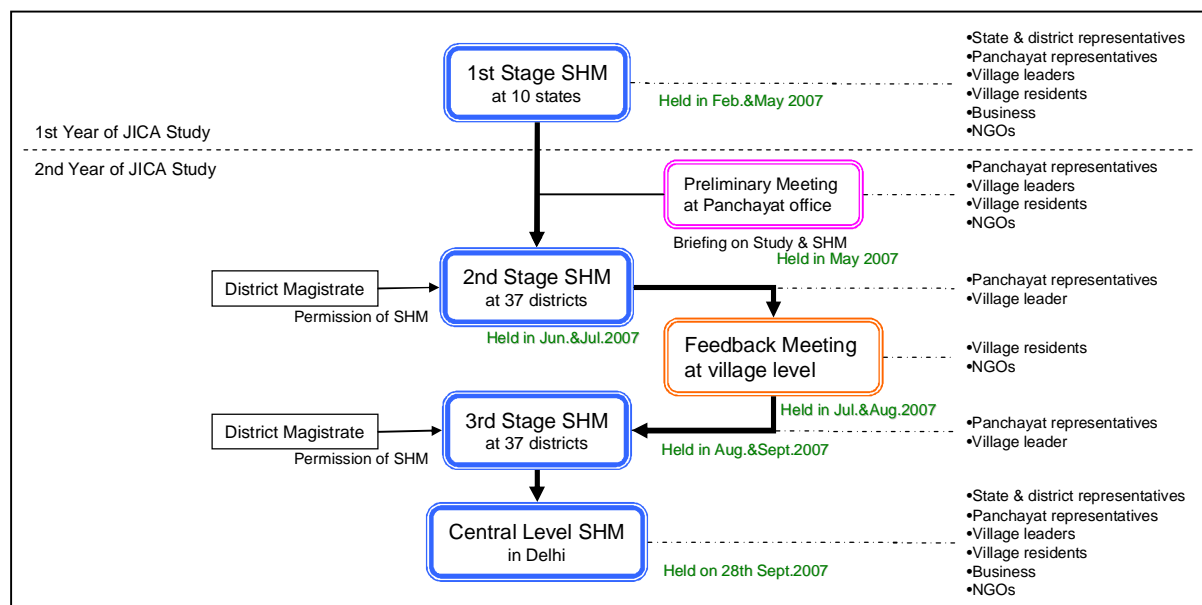 1st Stage SHM
at 10 states
Held in Feb.&May 2007
•State & district representatives
•Panchayat representatives
•Village leaders
•Village residents
•Business
•NGOs
1st Year of JICA Study
2nd Year of JICA Study
Preliminary Meeting
at Panchayat office
Briefing on Study & SHM
Held in May 2007
•Panchayat representatives
•Village leaders
•Village residents
•NGOs
District Magistrate
Permission of SHM
2nd Stage SHM
at 37 districts
Held in Jun.&Jul.2007
•Panchayat representatives
•Village leader
Feedback Meeting
at village level
Held in Jul.&Aug.2007
•Village residents
•NGOs
District Magistrate
Permission of SHM
3rd Stage SHM
at 37 districts
Held in Aug.&Sept.2007
•Panchayat representatives
•Village leader
Central Level SHM
in Delhi
Held on 28th Sept.2007
•State & district representatives
•Panchayat representatives
•Village leaders
•Village residents
•Business
•NGOs